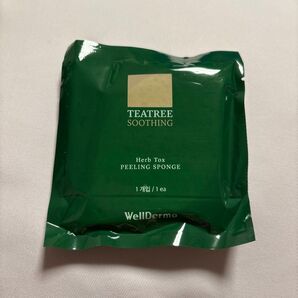 TEATREE
SOOTHING
Herb Tox
PEELING SPONGE
1개입 / 1 ea
WellDerma